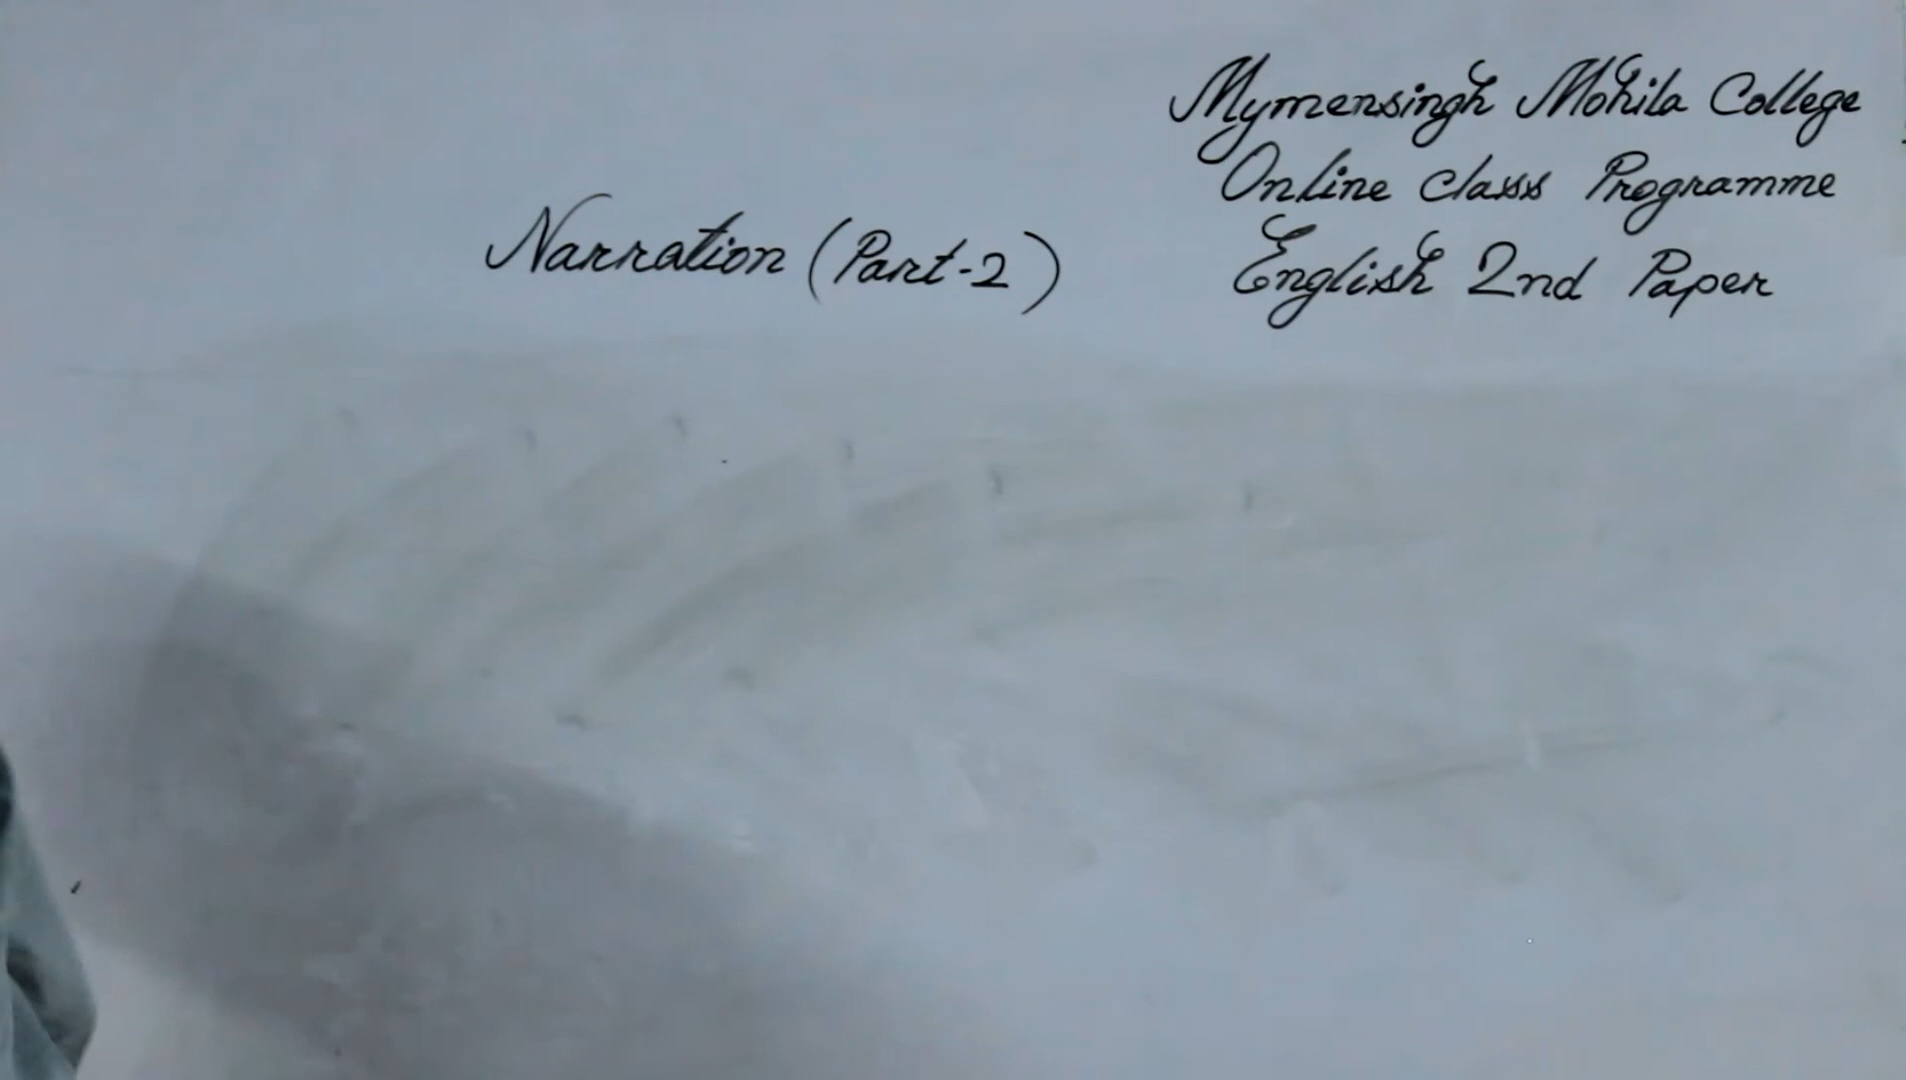 Mymensingh Mohila College
Online class Programme
English 2nd Paper
Narration (Part-2)